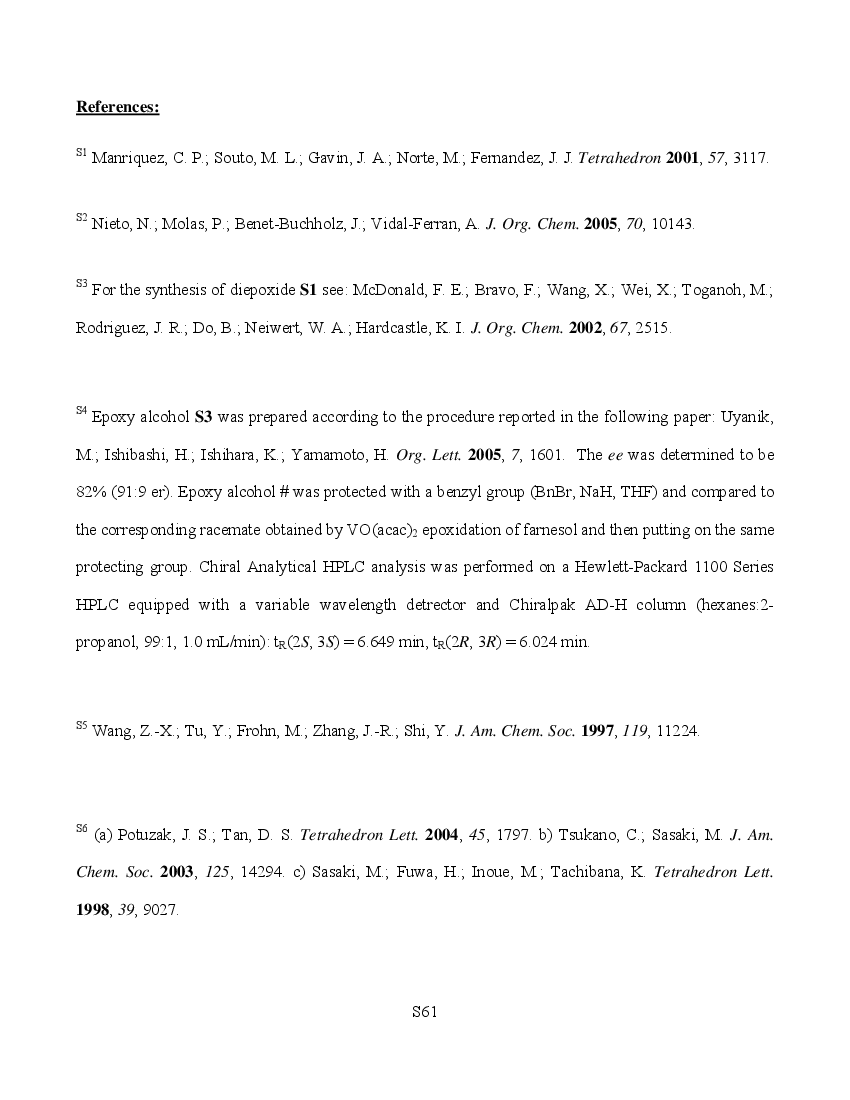 References:
S1 Manriquez, C. P.; Souto, M. L.; Gavin, J. A.; Norte, M.; Fernandez, J. J. Tetrahedron 2001, 57, 3117.
S2 Nieto, N.; Molas, P.; Benet-Buchholz, J.; Vidal-Ferran, A. J. Org. Chem. 2005, 70, 10143.
S3 For the synthesis of diepoxide S1 see: McDonald, F. E.; Bravo, F.; Wang, X.; Wei, X.; Toganoh, M.;
Rodriguez, J. R.; Do, B.; Neiwert, W. A.; Hardcastle, K. I. J. Org. Chem. 2002, 67, 2515.
S4 Epoxy alcohol S3 was prepared according to the procedure reported in the following paper: Uyanik,
M.; Ishibashi, H.; Ishihara, K.; Yamamoto, H. Org. Lett. 2005, 7, 1601. The ee was determined to be
82% (91:9 er). Epoxy alcohol # was protected with a benzyl group (BnBr, NaH, THF) and compared to
the corresponding racemate obtained by VO(acac)2 epoxidation of farnesol and then putting on the same
protecting group. Chiral Analytical HPLC analysis was performed on a Hewlett-Packard 1100 Series
HPLC equipped with a variable wavelength detrector and Chiralpak AD-H column (hexanes:2-
propanol, 99:1, 1.0 mL/min): tR(2S, 3S) = 6.649 min, tR(2R, 3R) = 6.024 min.
S5 Wang, Z.-X.; Tu, Y.; Frohn, M.; Zhang, J.-R.; Shi, Y. J. Am. Chem. Soc. 1997, 119, 11224.
S6 (a) Potuzak, J. S.; Tan, D. S. Tetrahedron Lett. 2004, 45, 1797. b) Tsukano, C.; Sasaki, M. J. Am.
Chem. Soc. 2003, 125, 14294. c) Sasaki, M.; Fuwa, H.; Inoue, M.; Tachibana, K. Tetrahedron Lett.
1998, 39, 9027.
S61